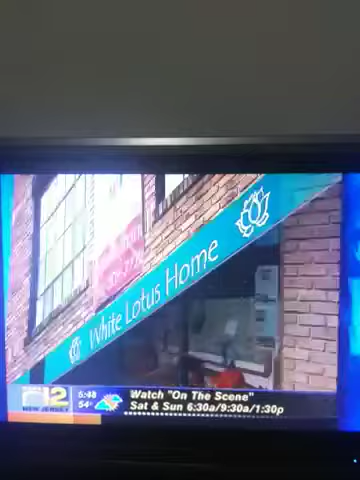 White Lotus Home
12
NEW JERSEY
5:48
54°
Watch "On The Scene"
Sat & Sun 6:30a/9:30a/1:30p